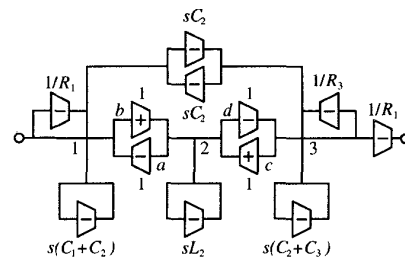 sC₂
1/R₁
1
sC₂
1
1/R₃
1/R₁
b
+
d
−
1
−
a
2
+
c
3
1
1
s(C₁+C₂)
sL₂
s(C₂+C₃)